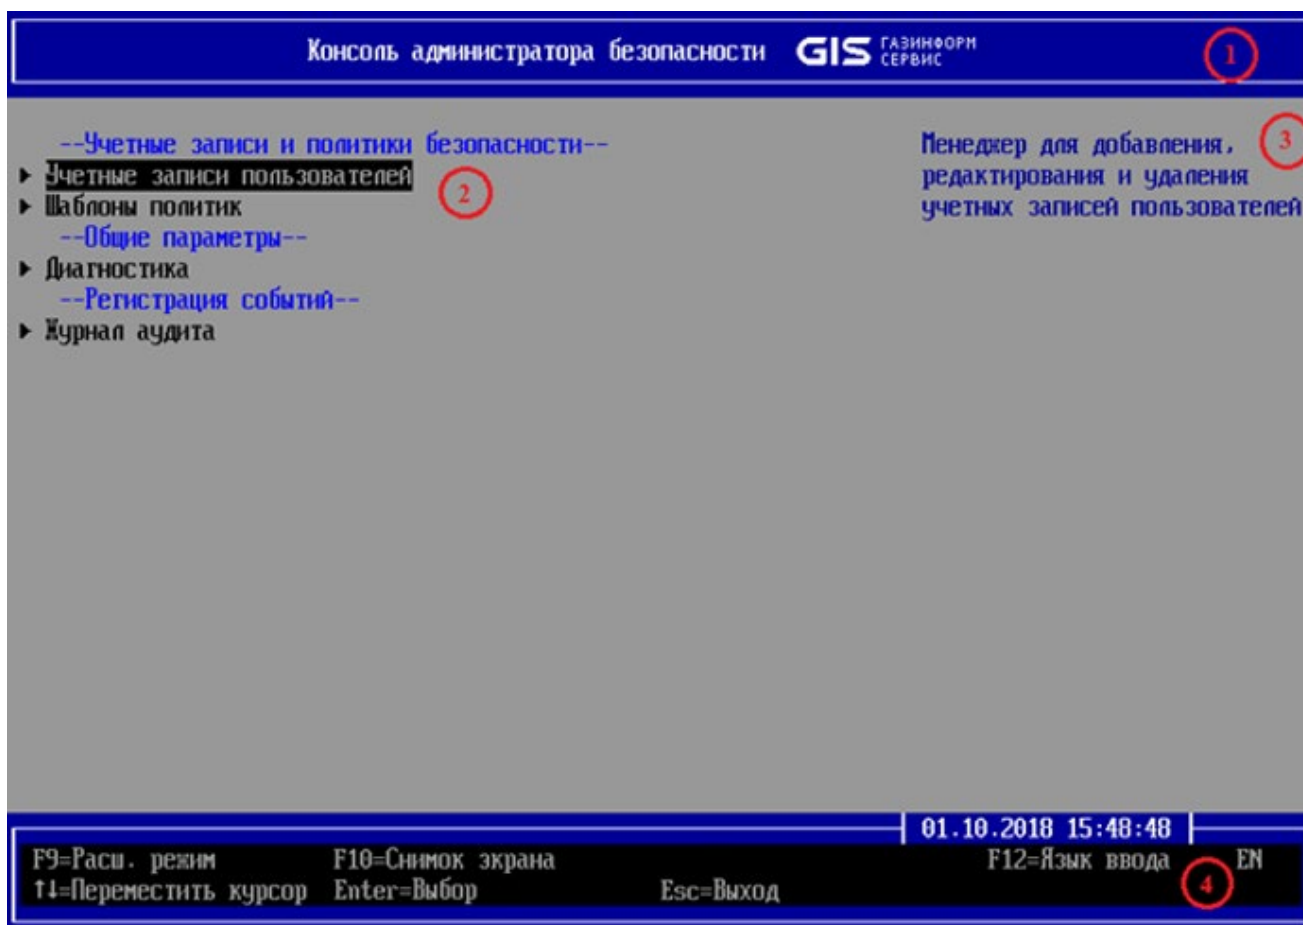 Консоль администратора безопасности GIS ГАЗИНФОРМ СЕРВИС
1
--Учетные записи и политики безопасности--
Учетные записи пользователей
2
Шаблоны политик
--Общие параметры--
Диагностика
--Регистрация событий--
Журнал аудита
Менеджер для добавления,
3
редактирования и удаления
учетных записей пользователей
01.10.2018 15:48:48
F9=Расш. режим F10=Снимок экрана F12=Язык ввода EN
↑↓=Переместить курсор Enter=Выбор Esc=Выход
4